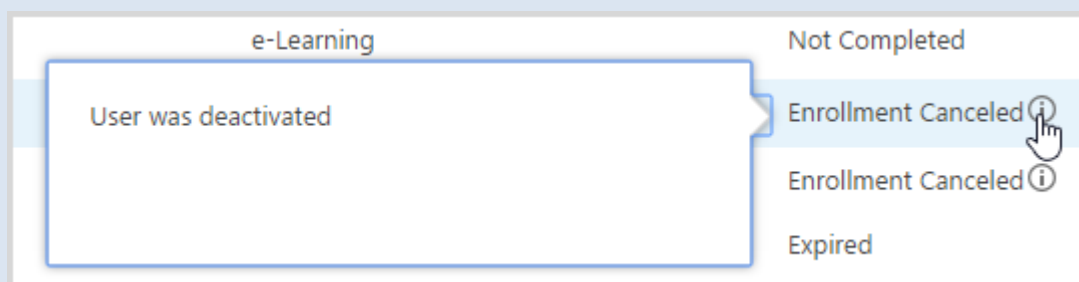 e-Learning Not Completed
User was deactivated Enrollment Canceled
Enrollment Canceled
Expired